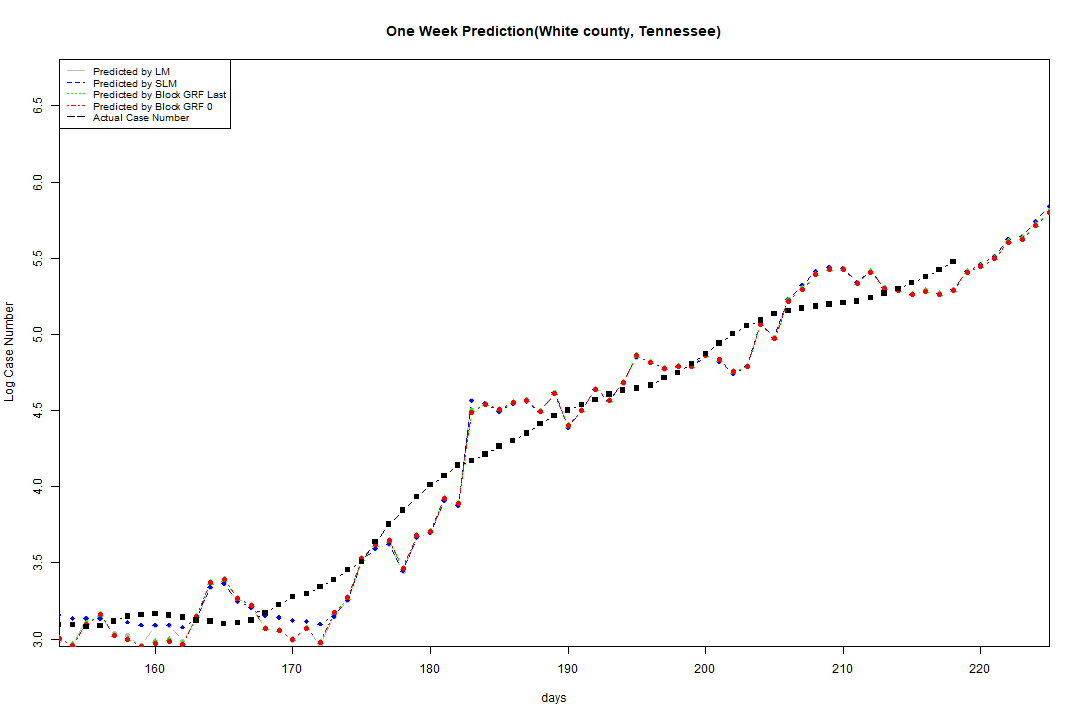 One Week Prediction(White county, Tennessee)
Predicted by LM
Predicted by SLM
Predicted by Block GRF Last
Predicted by Block GRF 0
Actual Case Number
6.5
6.0
5.5
5.0
4.5
4.0
3.5
3.0
Log Case Number
160 170 180 190 200 210 220
days